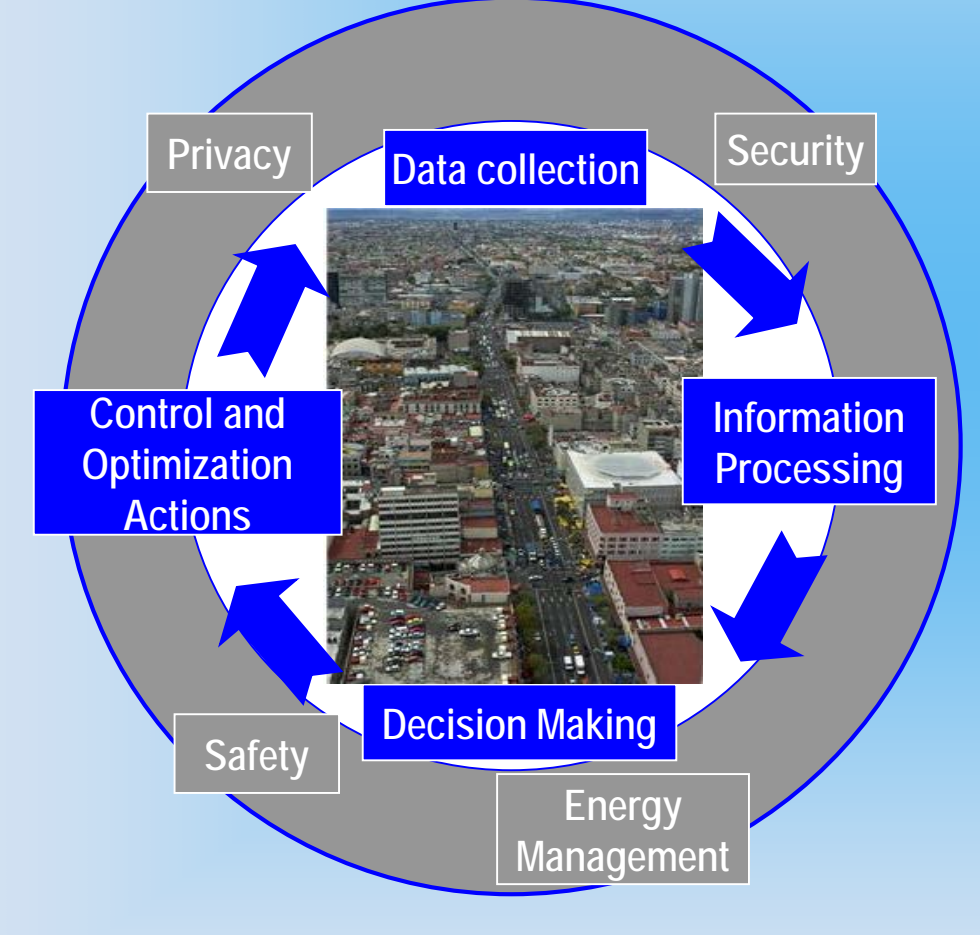 Privacy
Data collection
Security
Control and
Optimization
Actions
Information
Processing
Decision Making
Safety
Energy
Management